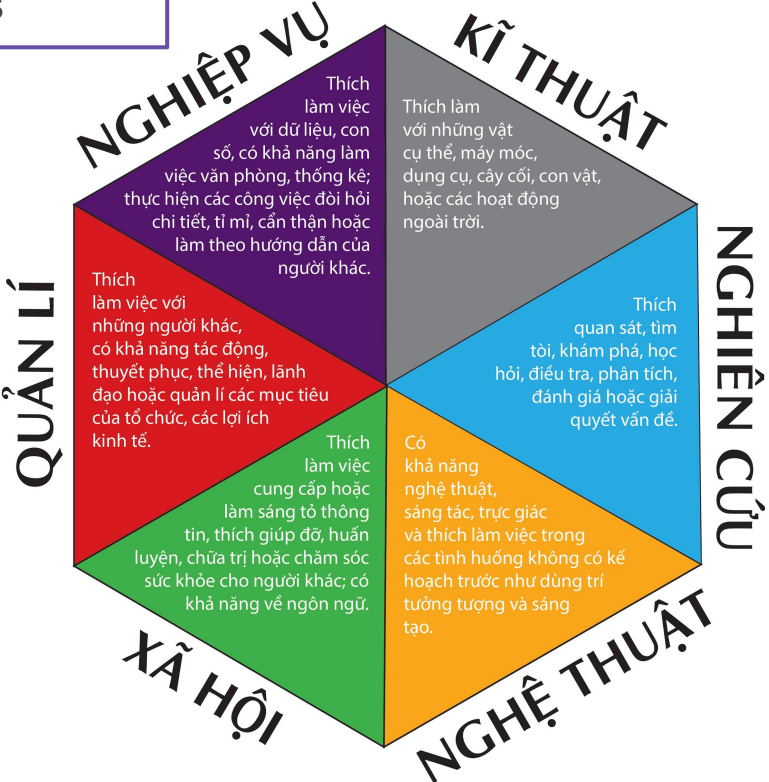 NGHIỆP VỤ
Thích
làm việc
với dữ liệu, con
số, có khả năng làm
việc văn phòng, thống kê;
thực hiện các công việc đòi hỏi
chi tiết, tỉ mỉ, cẩn thận hoặc
làm theo hướng dẫn của
người khác.
KĨ THUẬT
Thích làm
với những vật
cụ thể, máy móc,
dụng cụ, cây cối, con vật,
hoặc các hoạt động
ngoài trời.
NGHIÊN CỨU
Thích
quan sát, tìm
tòi, khám phá, học
hỏi, điều tra, phân tích,
đánh giá hoặc giải
quyết vấn đề.
NGHỆ THUẬT
Có
khả năng
nghệ thuật,
sáng tác, trực giác
và thích làm việc trong
các tình huống không có kế
hoạch trước như dùng trí
tưởng tượng và sáng
tạo.
XÃ HỘI
Thích
làm việc
cung cấp hoặc
làm sáng tỏ thông
tin, thích giúp đỡ, huấn
luyện, chữa trị hoặc chăm sóc
sức khỏe cho người khác; có
khả năng về ngôn ngữ.
QUẢN LÍ
Thích
làm việc với
những người khác,
có khả năng tác động,
thuyết phục, thể hiện, lãnh
đạo hoặc quản lí các mục tiêu
của tổ chức, các lợi ích
kinh tế.